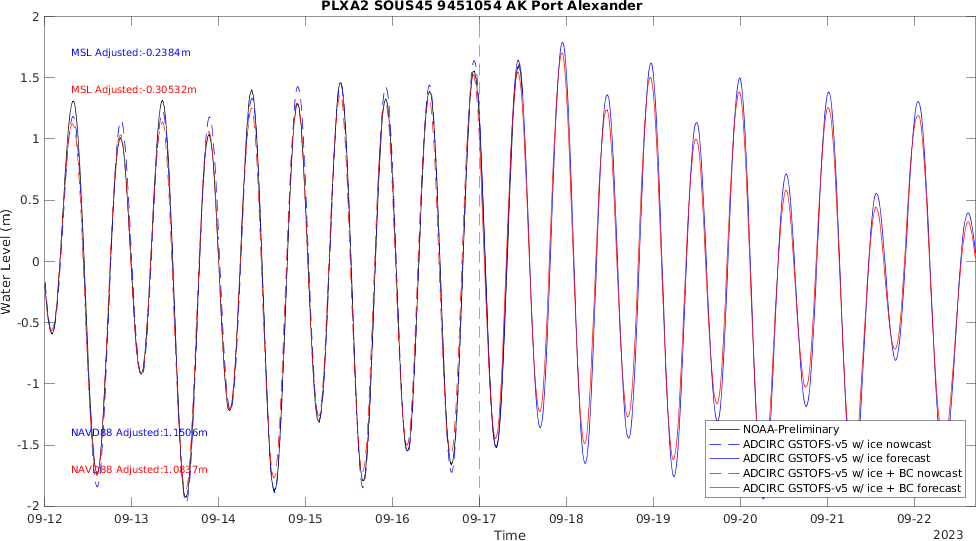 PLXA2 SOUS45 9451054 AK Port Alexander
2
1.5
1
0.5
0
-0.5
-1
-1.5
-2
Water Level (m)
MSL Adjusted:-0.2384m
MSL Adjusted:-0.30532m
NAVD88 Adjusted:1.1506m
NAVD88 Adjusted:1.0837m
NOAA-Preliminary
ADCIRC GSTOFS-v5 w/ ice nowcast
ADCIRC GSTOFS-v5 w/ ice forecast
ADCIRC GSTOFS-v5 w/ ice + BC nowcast
ADCIRC GSTOFS-v5 w/ ice + BC forecast
09-12 09-13 09-14 09-15 09-16 09-17 09-18 09-19 09-20 09-21 09-22
Time
2023